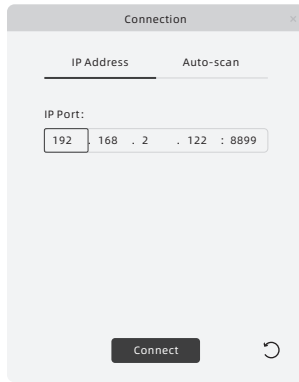 Connection
IP Address Auto-scan
IP Port:
192 . 168 . 2 . 122 : 8899
Connect